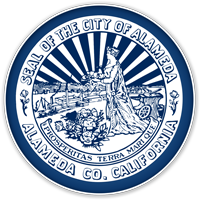 SEAL OF THE CITY OF ALAMEDA
PROSPERITAS TERRA MARIQUE
ALAMEDA CO. CALIFORNIA